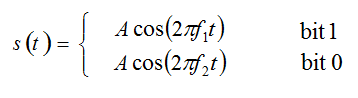 s(t) = { A cos(2πf₁t) bit 1
A cos(2πf₂t) bit 0